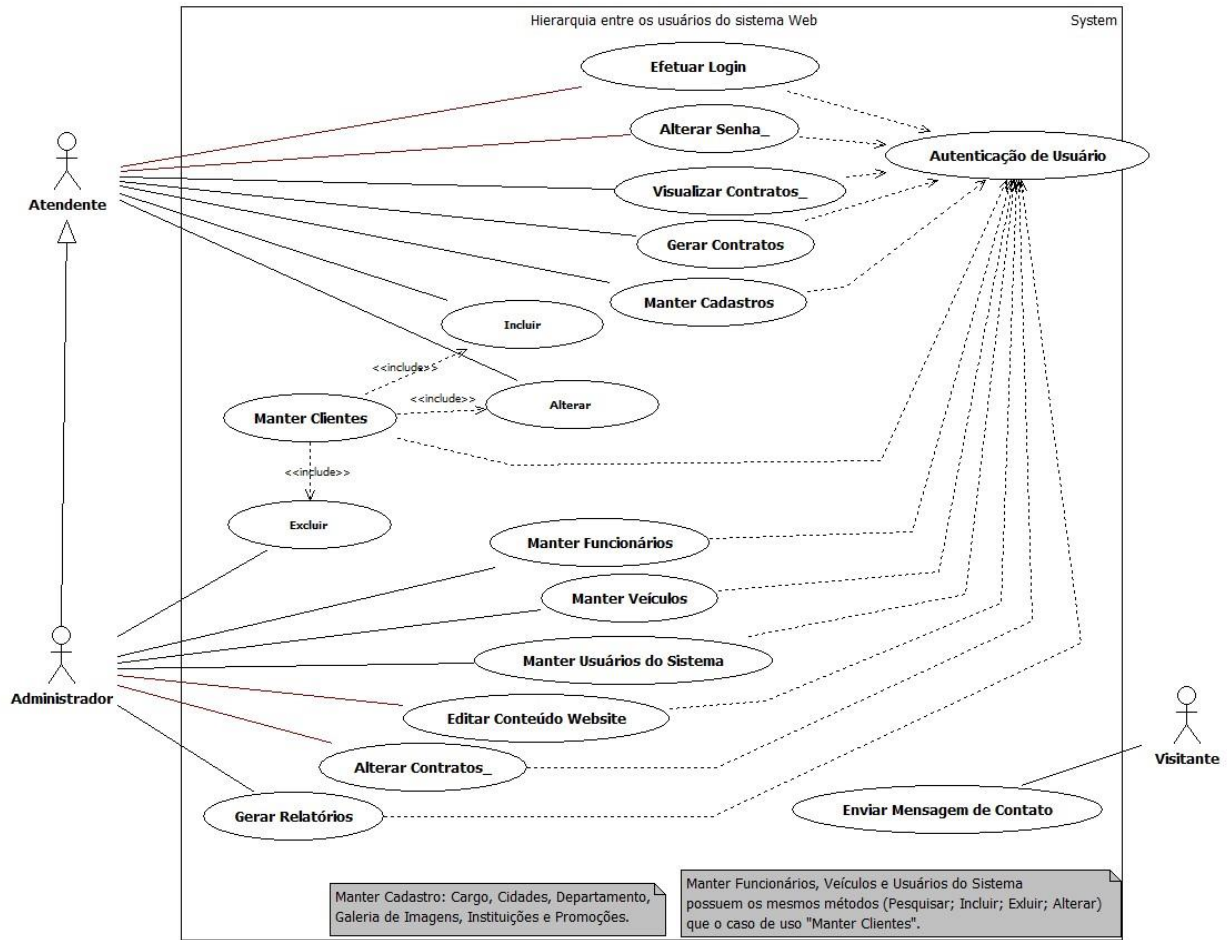 Hierarquia entre os usuários do sistema Web
System
Efetuar Login
Alterar Senha_
Autenticação de Usuário
Atendente
Visualizar Contratos_
Gerar Contratos
Manter Cadastros
Incluir
<<include>>
<<include>>
Alterar
Manter Clientes
<<include>>
Excluir
Manter Funcionários
Manter Veículos
Manter Usuários do Sistema
Administrador
Editar Conteúdo Website
Alterar Contratos_
Visitante
Gerar Relatórios
Enviar Mensagem de Contato
Manter Cadastro: Cargo, Cidades, Departamento,
Galeria de Imagens, Instituições e Promoções.
Manter Funcionários, Veículos e Usuários do Sistema
possuem os mesmos métodos (Pesquisar; Incluir; Exluir; Alterar)
que o caso de uso "Manter Clientes".